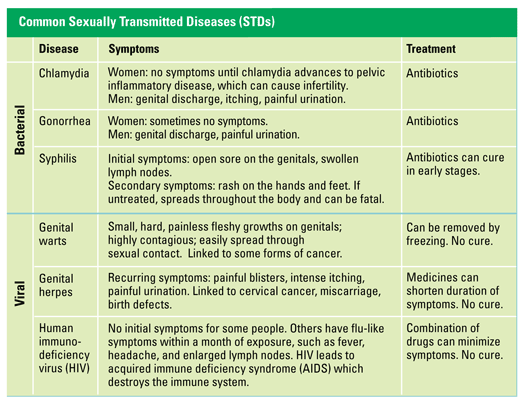 Common Sexually Transmitted Diseases (STDs)
Disease Symptoms Treatment
Bacterial
Chlamydia
Women: no symptoms until chlamydia advances to pelvic
inflammatory disease, which can cause infertility.
Men: genital discharge, itching, painful urination.
Antibiotics
Gonorrhea
Women: sometimes no symptoms.
Men: genital discharge, painful urination.
Antibiotics
Syphilis
Initial symptoms: open sore on the genitals, swollen
lymph nodes.
Secondary symptoms: rash on the hands and feet. If
untreated, spreads throughout the body and can be fatal.
Antibiotics can cure
in early stages.
Viral
Genital
warts
Small, hard, painless fleshy growths on genitals;
highly contagious; easily spread through
sexual contact. Linked to some forms of cancer.
Can be removed by
freezing. No cure.
Genital
herpes
Recurring symptoms: painful blisters, intense itching,
painful urination. Linked to cervical cancer, miscarriage,
birth defects.
Medicines can
shorten duration of
symptoms. No cure.
Human
immuno-
deficiency
virus (HIV)
No initial symptoms for some people. Others have flu-like
symptoms within a month of exposure, such as fever,
headache, and enlarged lymph nodes. HIV leads to
acquired immune deficiency syndrome (AIDS) which
destroys the immune system.
Combination of
drugs can minimize
symptoms. No cure.